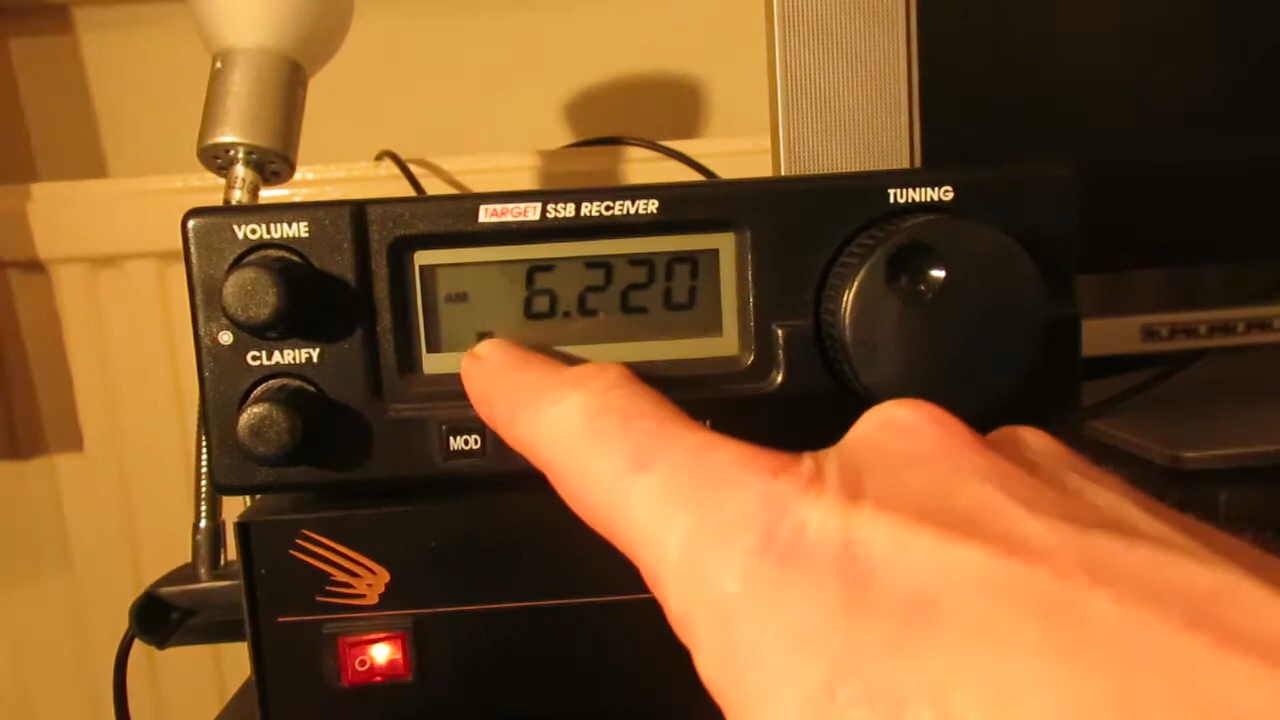 TUNING
TARGET SSB RECEIVER
VOLUME
AM 6.220
CLARIFY
MOD